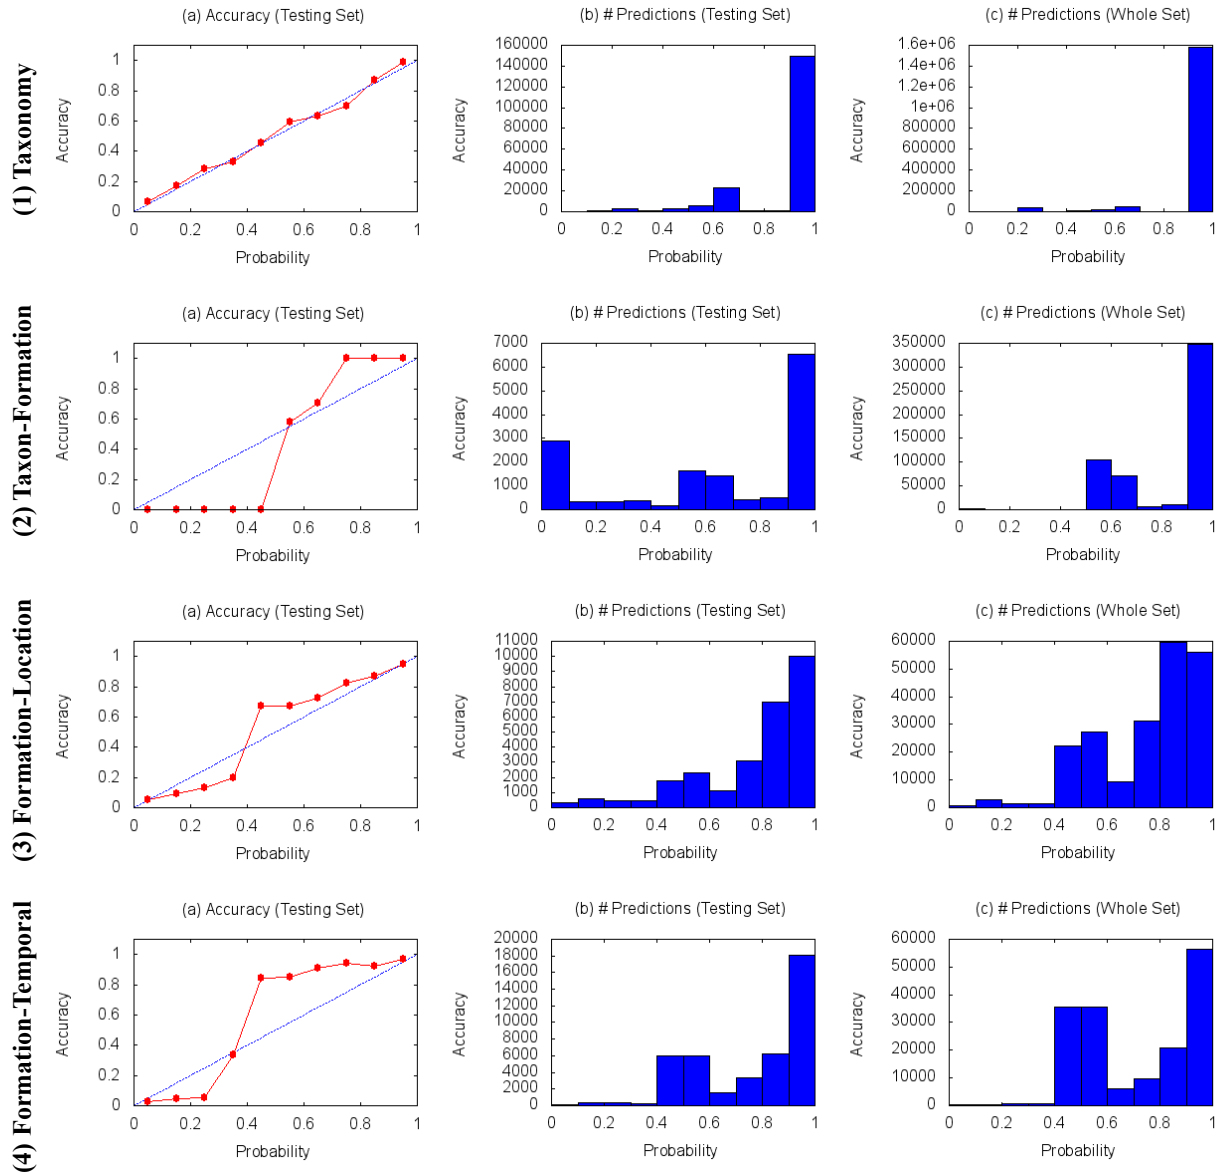 (1) Taxonomy
(a) Accuracy (Testing Set)
Accuracy
1
0.8
0.6
0.4
0.2
0
0 0.2 0.4 0.6 0.8 1
Probability
(b) # Predictions (Testing Set)
Accuracy
160000
140000
120000
100000
80000
60000
40000
20000
0
0 0.2 0.4 0.6 0.8 1
Probability
(c) # Predictions (Whole Set)
Accuracy
1.6e+06
1.4e+06
1.2e+06
1e+06
800000
600000
400000
200000
0
0 0.2 0.4 0.6 0.8 1
Probability
(2) Taxon-Formation
(a) Accuracy (Testing Set)
Accuracy
1
0.8
0.6
0.4
0.2
0
0 0.2 0.4 0.6 0.8 1
Probability
(b) # Predictions (Testing Set)
Accuracy
7000
6000
5000
4000
3000
2000
1000
0
0 0.2 0.4 0.6 0.8 1
Probability
(c) # Predictions (Whole Set)
Accuracy
350000
300000
250000
200000
150000
100000
50000
0
0 0.2 0.4 0.6 0.8 1
Probability
(3) Formation-Location
(a) Accuracy (Testing Set)
Accuracy
1
0.8
0.6
0.4
0.2
0
0 0.2 0.4 0.6 0.8 1
Probability
(b) # Predictions (Testing Set)
Accuracy
11000
10000
9000
8000
7000
6000
5000
4000
3000
2000
1000
0
0 0.2 0.4 0.6 0.8 1
Probability
(c) # Predictions (Whole Set)
Accuracy
60000
50000
40000
30000
20000
10000
0
0 0.2 0.4 0.6 0.8 1
Probability
(4) Formation-Temporal
(a) Accuracy (Testing Set)
Accuracy
1
0.8
0.6
0.4
0.2
0
0 0.2 0.4 0.6 0.8 1
Probability
(b) # Predictions (Testing Set)
Accuracy
20000
18000
16000
14000
12000
10000
8000
6000
4000
2000
0
0 0.2 0.4 0.6 0.8 1
Probability
(c) # Predictions (Whole Set)
Accuracy
60000
50000
40000
30000
20000
10000
0
0 0.2 0.4 0.6 0.8 1
Probability